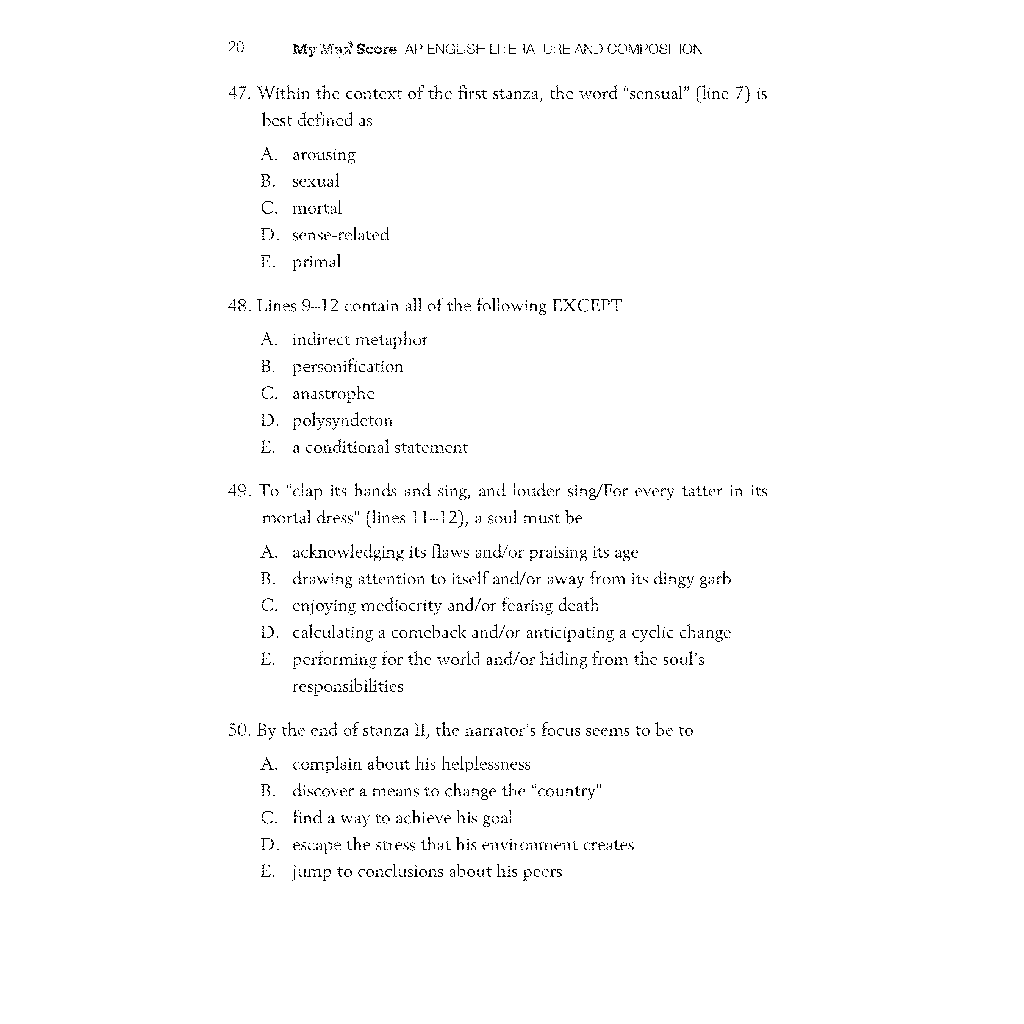 20 My Max Score AP ENGLISH LITERATURE AND COMPOSITION
47. Within the context of the first stanza, the word “sensual” (line 7) is
best defined as
A. arousing
B. sexual
C. mortal
D. sense-related
E. primal
48. Lines 9–12 contain all of the following EXCEPT
A. indirect metaphor
B. personification
C. anastrophe
D. polysyndeton
E. a conditional statement
49. To “clap its hands and sing, and louder sing/For every tatter in its
mortal dress” (lines 11–12), a soul must be
A. acknowledging its flaws and/or praising its age
B. drawing attention to itself and/or away from its dingy garb
C. enjoying mediocrity and/or fearing death
D. calculating a comeback and/or anticipating a cyclic change
E. performing for the world and/or hiding from the soul’s
responsibilities
50. By the end of stanza II, the narrator’s focus seems to be to
A. complain about his helplessness
B. discover a means to change the “country”
C. find a way to achieve his goal
D. escape the stress that his environment creates
E. jump to conclusions about his peers